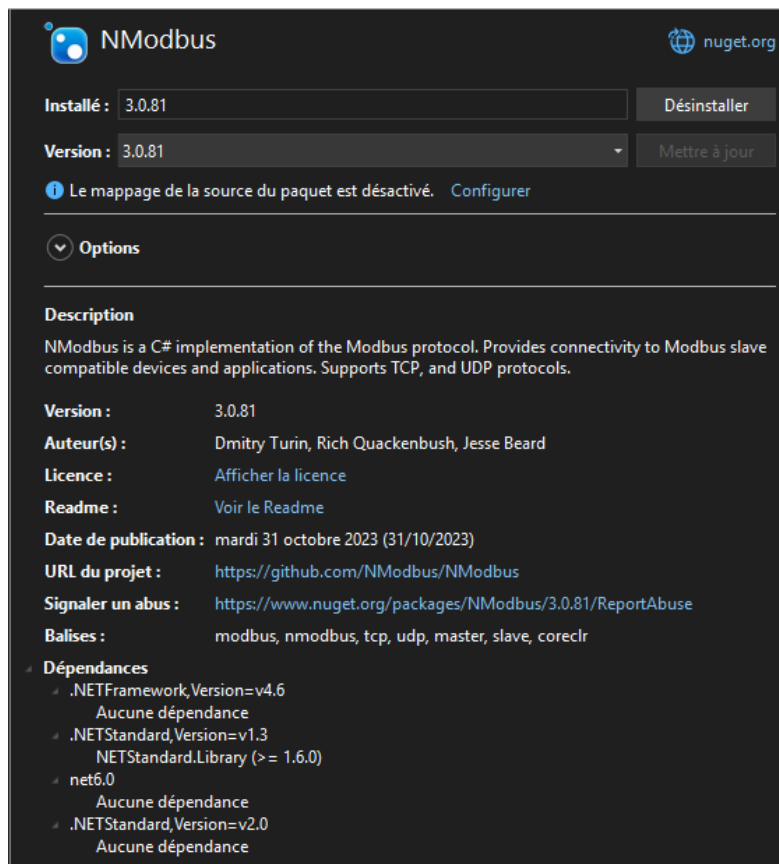 NModbus
nuget.org
Installé : 3.0.81 Désinstaller
Version : 3.0.81 Mettre à jour
Le mappage de la source du paquet est désactivé. Configurer
Options
Description
NModbus is a C# implementation of the Modbus protocol. Provides connectivity to Modbus slave
compatible devices and applications. Supports TCP, and UDP protocols.
Version : 3.0.81
Auteur(s) : Dmitry Turin, Rich Quackenbush, Jesse Beard
Licence : Afficher la licence
Readme : Voir le Readme
Date de publication : mardi 31 octobre 2023 (31/10/2023)
URL du projet : https://github.com/NModbus/NModbus
Signaler un abus : https://www.nuget.org/packages/NModbus/3.0.81/ReportAbuse
Balises : modbus, nmodbus, tcp, udp, master, slave, coreclr
Dépendances
.NETFramework,Version=v4.6
Aucune dépendance
.NETStandard,Version=v1.3
NETStandard.Library (>= 1.6.0)
net6.0
Aucune dépendance
.NETStandard,Version=v2.0
Aucune dépendance